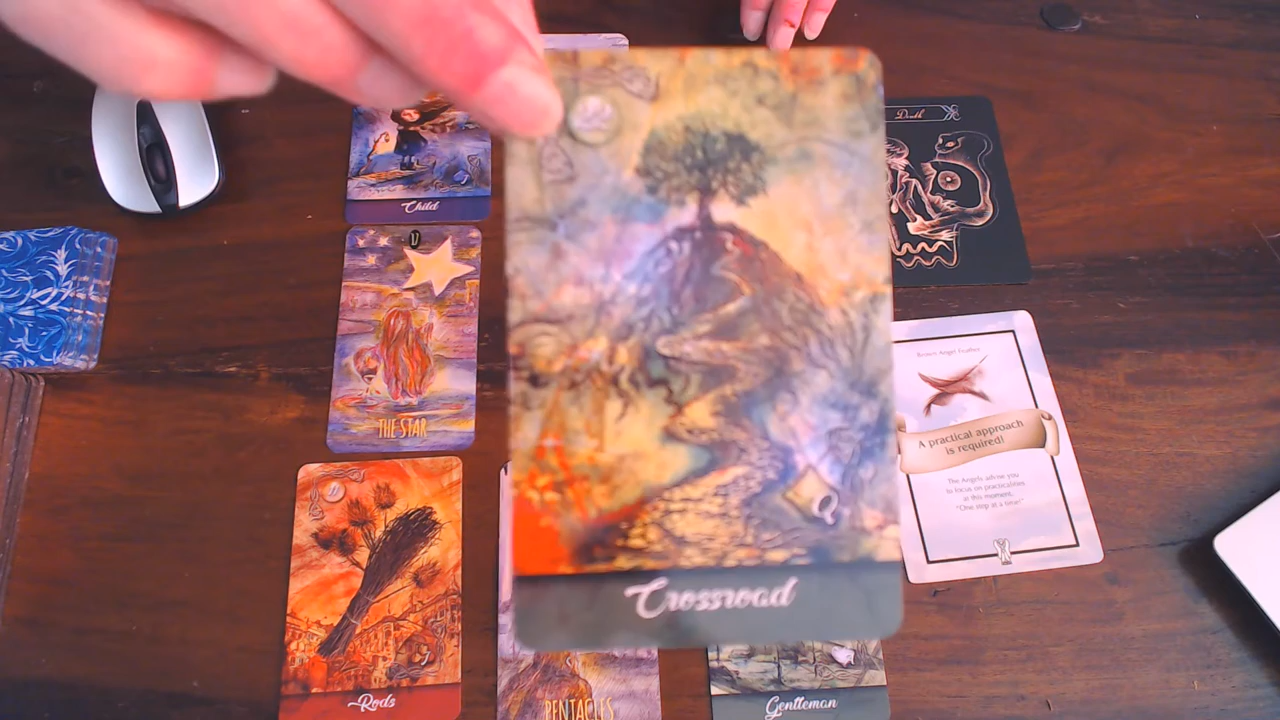 Child
17
THE STAR
Rods
PENTACLES
Q
Crossroad
Gentleman
Death
Brown Angel Feather
A practical approach
is required!
The Angels advise you
to focus on practicalities
at this moment.
"One step at a time!"